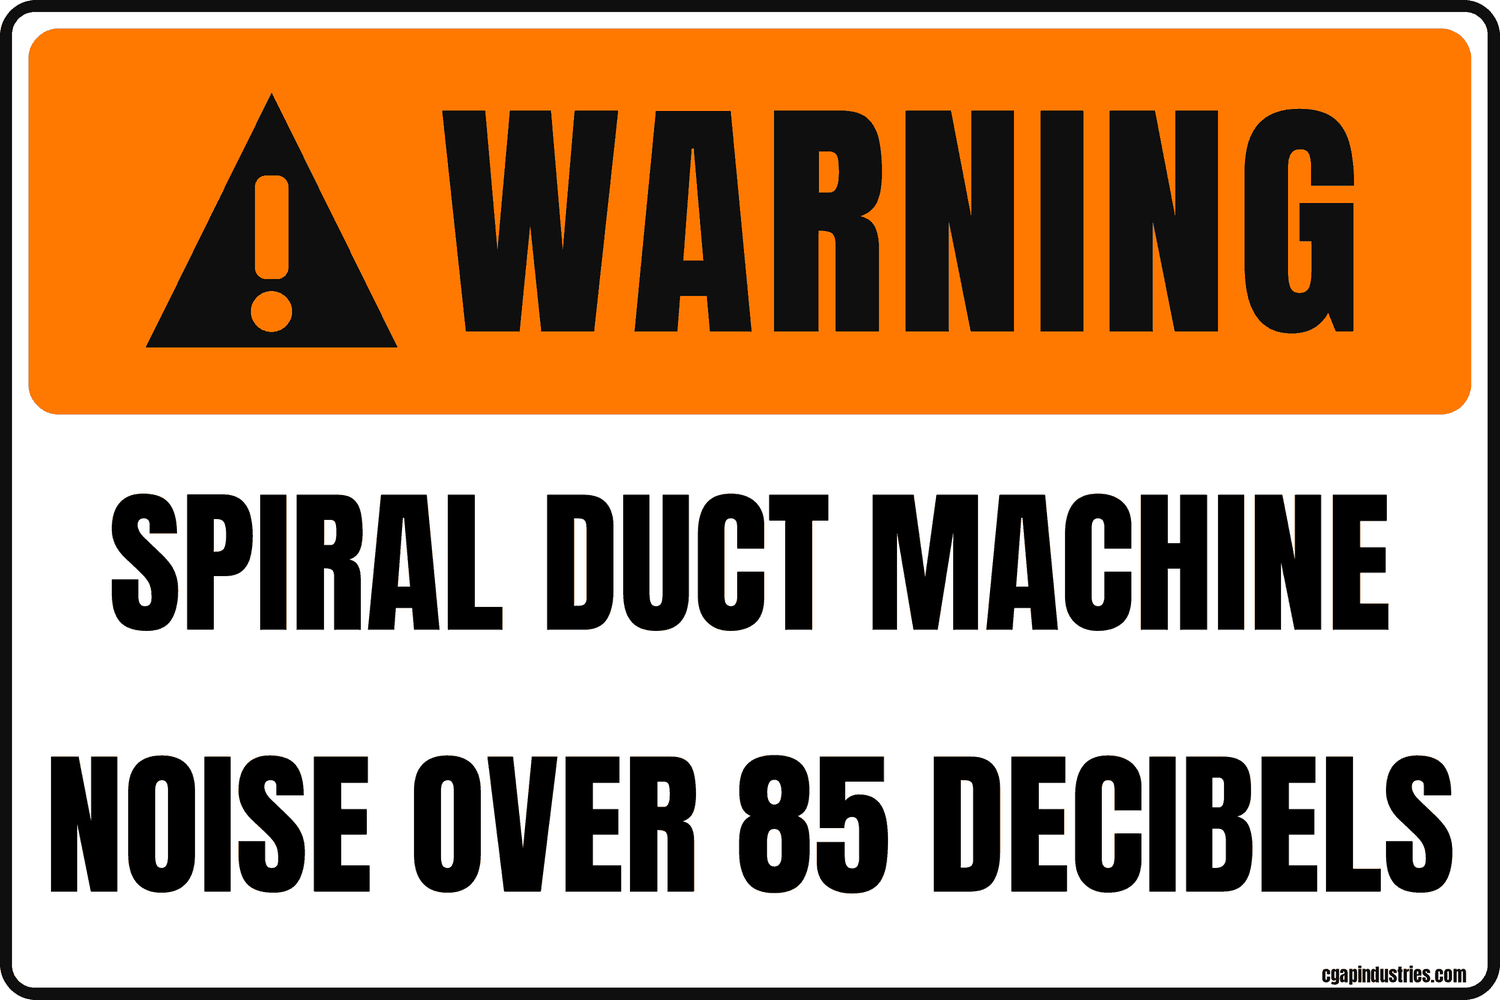 WARNING
SPIRAL DUCT MACHINE
NOISE OVER 85 DECIBELS
cgapindustries.com